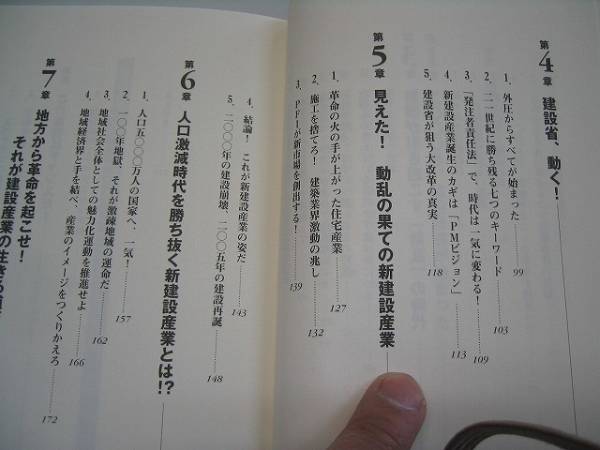 第4章 建設省、動く!
1. 外圧からすべてが始まった 99
2. 二一世紀に勝ち残る七つのキーワード 103
3. 「発注者責任法」で、時代は一気に変わる! 109
4. 新建設産業誕生のカギは「PMビジョン」 113
5. 建設省が狙う大改革の真実 118
第5章 見えた! 動乱の果ての新建設産業
1. 革命の火の手が上がった住宅産業 127
2. 施工を捨てろ! 建築業界激動の兆し 132
3. PFIが新市場を創出する! 139
4. 結論! これが新建設産業の姿だ 143
5. 二〇〇〇年の建設崩壊、二〇〇五年の建設再誕 148
第6章 人口激減時代を勝ち抜く新建設産業とは!?
1. 人口五〇〇〇万人の国家へ、一気! 157
2. 一〇〇年地獄、それが激疎地域の運命だ 162
3. 地域社会全体としての魅力化運動を推進せよ 166
4. 地域経済界と手を結べ、産業のイメージをつくりかえろ 172
第7章 地方から革命を起こせ!
それが建設産業の生きる